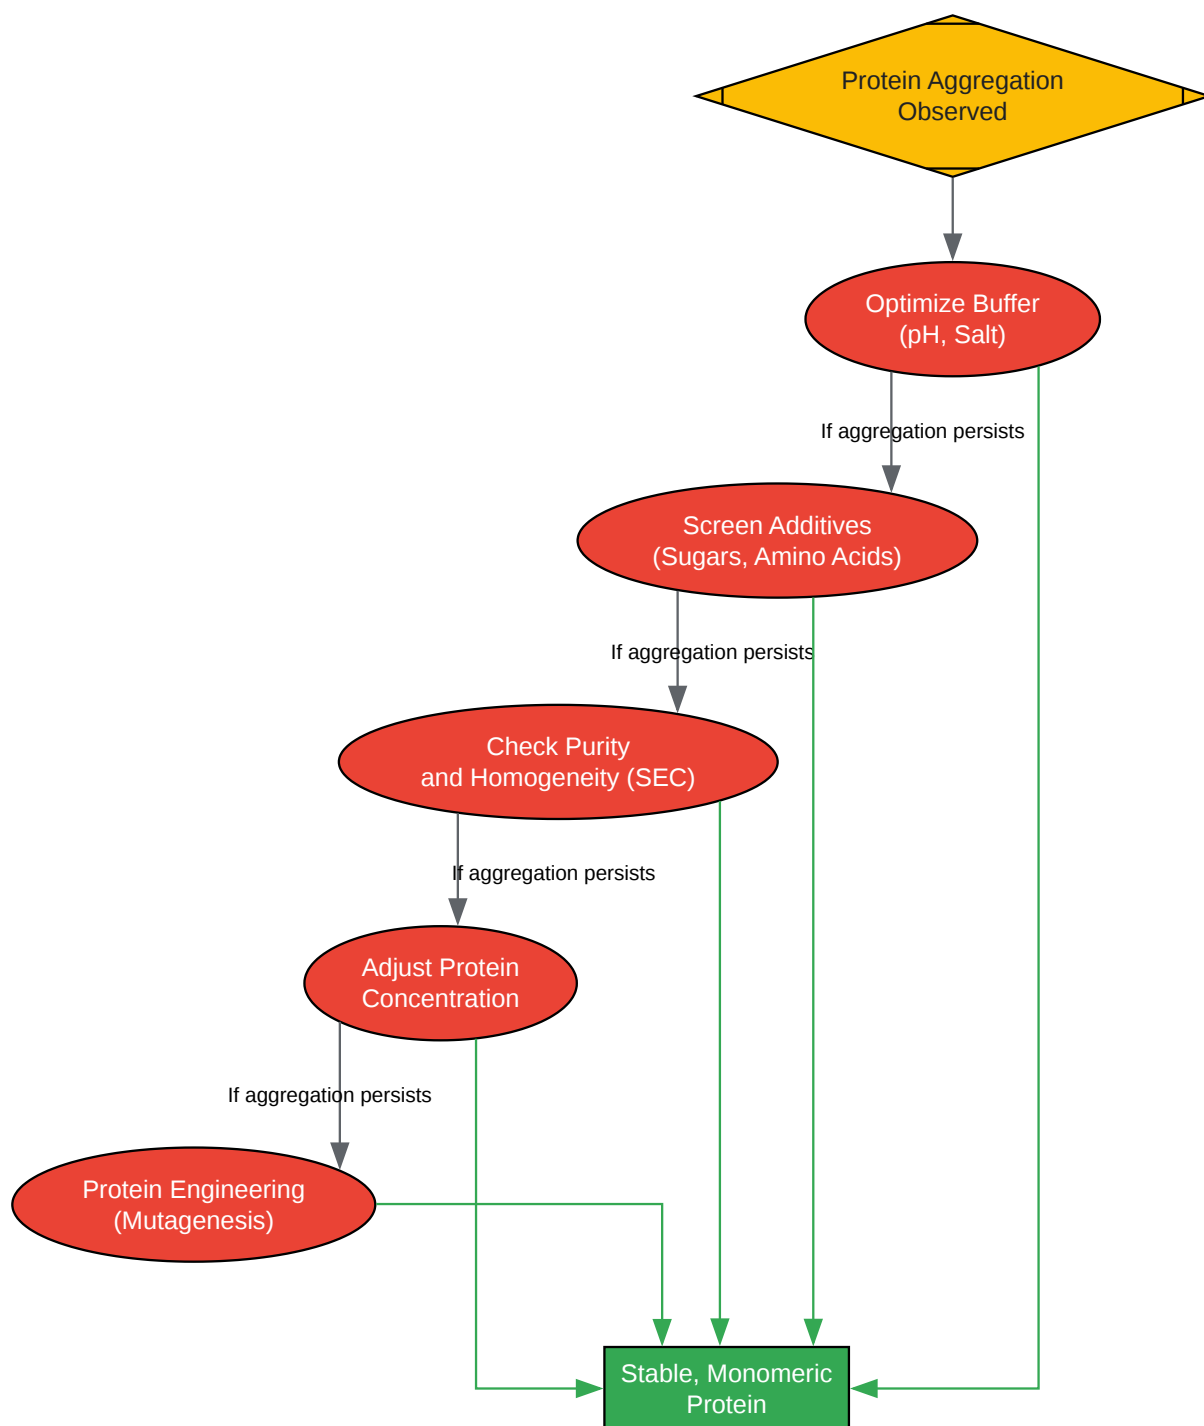 Protein Aggregation
Observed
Optimize Buffer
(pH, Salt)
If aggregation persists
Screen Additives
(Sugars, Amino Acids)
If aggregation persists
Check Purity
and Homogeneity (SEC)
If aggregation persists
Adjust Protein
Concentration
If aggregation persists
Protein Engineering
(Mutagenesis)
Stable, Monomeric
Protein